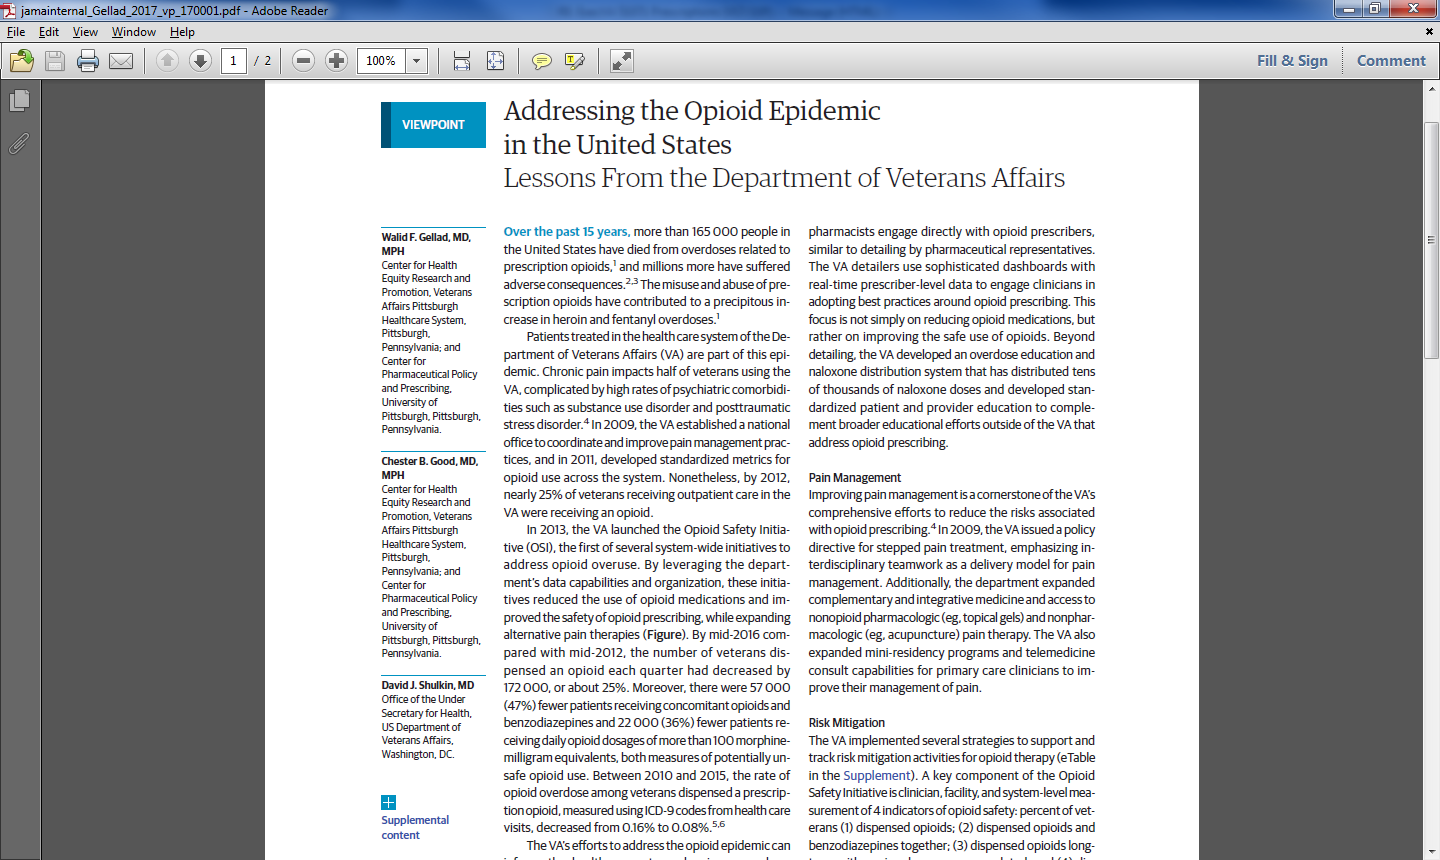 jamainternal_Gellad_2017_vp_170001.pdf - Adobe Reader
File Edit View Window Help
1 / 2 100% Fill & Sign Comment
VIEWPOINT
Addressing the Opioid Epidemic
in the United States
Lessons From the Department of Veterans Affairs
Walid F. Gellad, MD,
MPH
Center for Health
Equity Research and
Promotion, Veterans
Affairs Pittsburgh
Healthcare System,
Pittsburgh,
Pennsylvania; and
Center for
Pharmaceutical Policy
and Prescribing,
University of
Pittsburgh, Pittsburgh,
Pennsylvania.
Chester B. Good, MD,
MPH
Center for Health
Equity Research and
Promotion, Veterans
Affairs Pittsburgh
Healthcare System,
Pittsburgh,
Pennsylvania; and
Center for
Pharmaceutical Policy
and Prescribing,
University of
Pittsburgh, Pittsburgh,
Pennsylvania.
David J. Shulkin, MD
Office of the Under
Secretary for Health,
US Department of
Veterans Affairs,
Washington, DC.
Supplemental
content
Over the past 15 years, more than 165 000 people in
the United States have died from overdoses related to
prescription opioids,1 and millions more have suffered
adverse consequences.2,3 The misuse and abuse of pre-
scription opioids have contributed to a precipitous in-
crease in heroin and fentanyl overdoses.1
Patients treated in the health care system of the De-
partment of Veterans Affairs (VA) are part of this epi-
demic. Chronic pain impacts half of veterans using the
VA, complicated by high rates of psychiatric comorbidi-
ties such as substance use disorder and posttraumatic
stress disorder.4 In 2009, the VA established a national
office to coordinate and improve pain management prac-
tices, and in 2011, developed standardized metrics for
opioid use across the system. Nonetheless, by 2012,
nearly 25% of veterans receiving outpatient care in the
VA were receiving an opioid.
In 2013, the VA launched the Opioid Safety Initia-
tive (OSI), the first of several system-wide initiatives to
address opioid overuse. By leveraging the depart-
ment's data capabilities and organization, these initia-
tives reduced the use of opioid medications and im-
proved the safety of opioid prescribing, while expanding
alternative pain therapies (Figure). By mid-2016 com-
pared with mid-2012, the number of veterans dis-
pensed an opioid each quarter had decreased by
172 000, or about 25%. Moreover, there were 57 000
(47%) fewer patients receiving concomitant opioids and
benzodiazepines and 22 000 (36%) fewer patients re-
ceiving daily opioid dosages of more than 100 morphine-
milligram equivalents, both measures of potentially un-
safe opioid use. Between 2010 and 2015, the rate of
opioid overdose among veterans dispensed a prescrip-
tion opioid, measured using ICD-9 codes from health care
visits, decreased from 0.16% to 0.08%.5,6
The VA's efforts to address the opioid epidemic can
pharmacists engage directly with opioid prescribers,
similar to detailing by pharmaceutical representatives.
The VA detailers use sophisticated dashboards with
real-time prescriber-level data to engage clinicians in
adopting best practices around opioid prescribing. This
focus is not simply on reducing opioid medications, but
rather on improving the safe use of opioids. Beyond
detailing, the VA developed an overdose education and
naloxone distribution system that has distributed tens
of thousands of naloxone doses and developed stan-
dardized patient and provider education to comple-
ment broader educational efforts outside of the VA that
address opioid prescribing.
Pain Management
Improving pain management is a cornerstone of the VA's
comprehensive efforts to reduce the risks associated
with opioid prescribing.4 In 2009, the VA issued a policy
directive for stepped pain treatment, emphasizing in-
terdisciplinary teamwork as a delivery model for pain
management. Additionally, the department expanded
complementary and integrative medicine and access to
nonopioid pharmacologic (eg, topical gels) and nonphar-
macologic (eg, acupuncture) pain therapy. The VA also
expanded mini-residency programs and telemedicine
consult capabilities for primary care clinicians to im-
prove their management of pain.
Risk Mitigation
The VA implemented several strategies to support and
track risk mitigation activities for opioid therapy (eTable
in the Supplement). A key component of the Opioid
Safety Initiative is clinician, facility, and system-level mea-
surement of 4 indicators of opioid safety: percent of vet-
erans (1) dispensed opioids; (2) dispensed opioids and
benzodiazepines together; (3) dispensed opioids long-